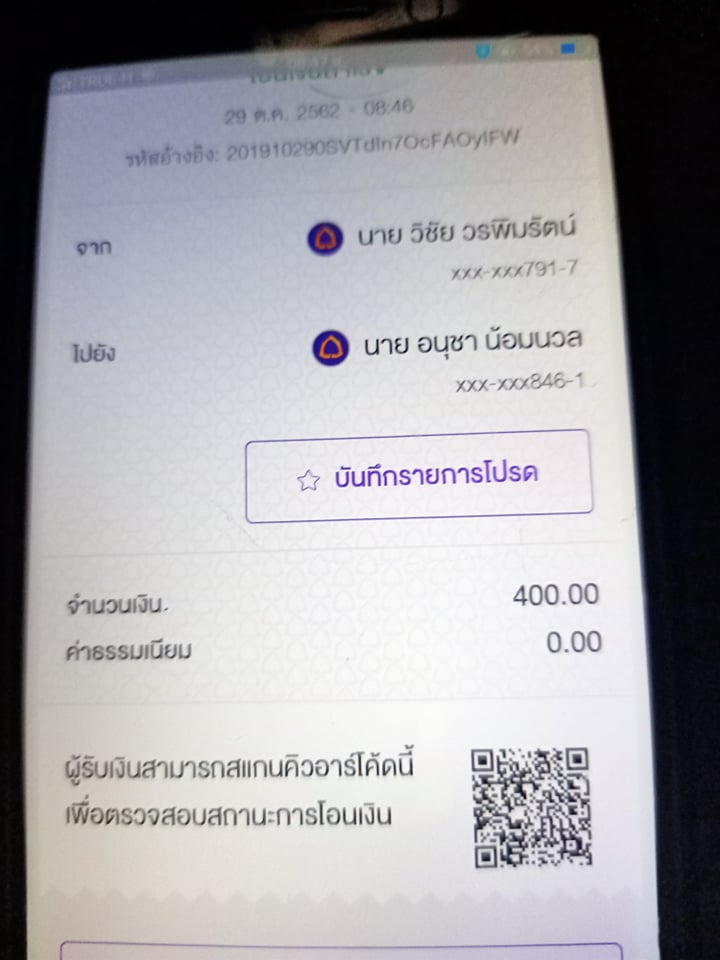 29 ต.ค. 2562 - 08:46
รหัสอ้างอิง: 201910290SVTdIn7OcFAOyIFW
จาก
นาย วิชัย วรพิมรัตน์
xxx-xxx791-7
ไปยัง
นาย อนุชา น้อมนวล
xxx-xxx846-1
บันทึกรายการโปรด
จำนวนเงิน
400.00
ค่าธรรมเนียม
0.00
ผู้รับเงินสามารถสแกนคิวอาร์โค้ดนี้
เพื่อตรวจสอบสถานะการโอนเงิน